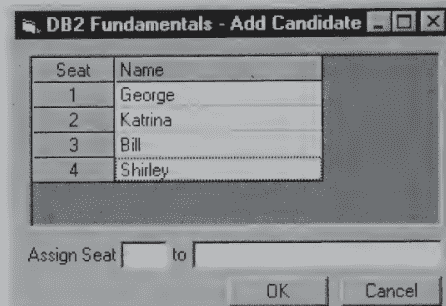 DB2 Fundamentals - Add Candidate
Seat Name
1 George
2 Katrina
3 Bill
4 Shirley
Assign Seat to
OK Cancel